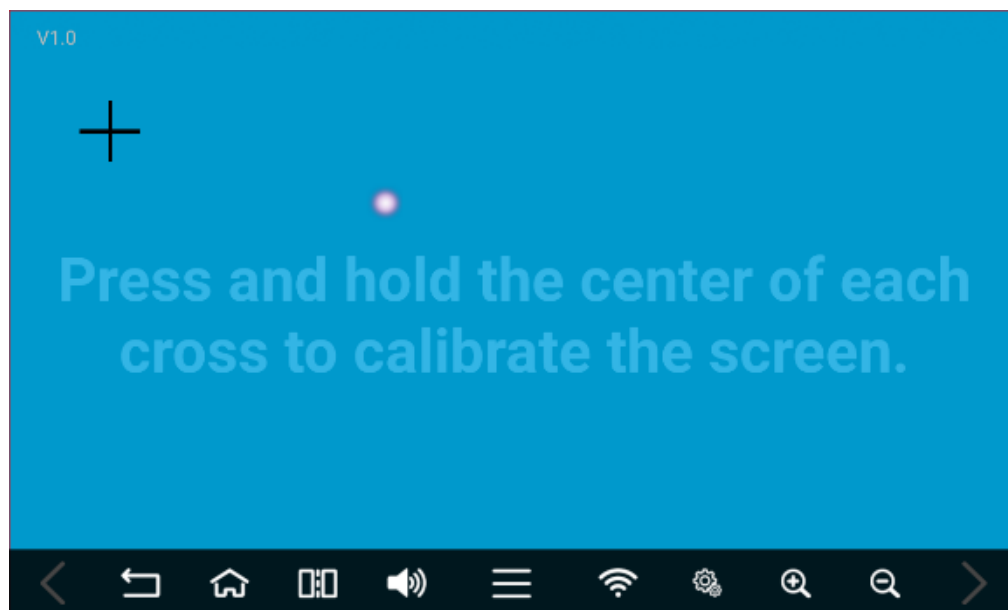 V1.0
Press and hold the center of each
cross to calibrate the screen.